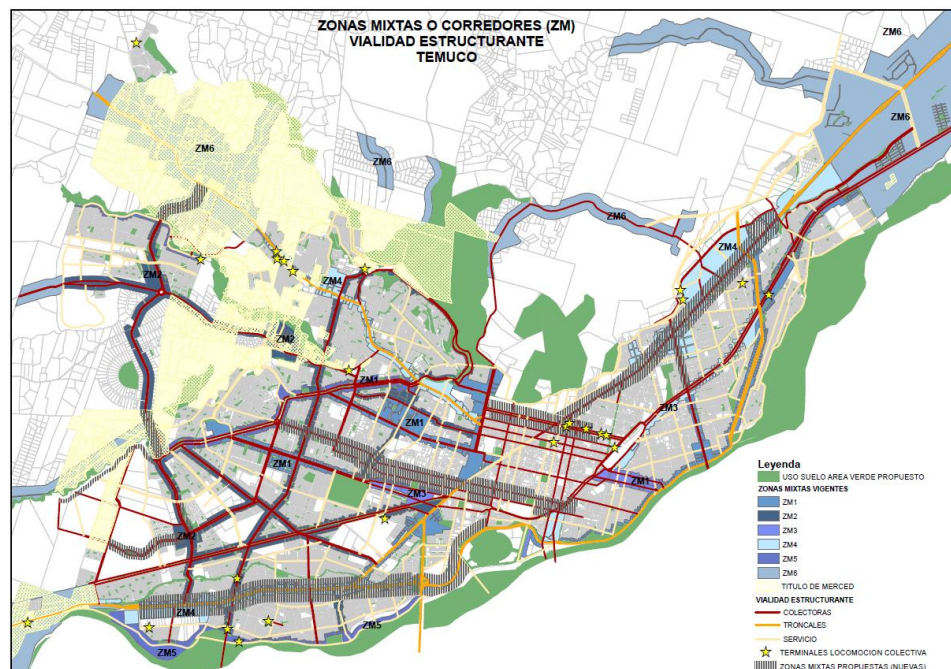 ZONAS MIXTAS O CORREDORES (ZM)
VIALIDAD ESTRUCTURANTE
TEMUCO
ZM6
ZM6
ZM6
ZM6
ZM6
ZM4
ZM2
ZM4
ZM2
ZM1
ZM1
ZM3
ZM1
ZM3
ZM1
ZM2
ZM4
ZM5
ZM5
Leyenda
USO SUELO AREA VERDE PROPUESTO
ZONAS MIXTAS VIGENTES
ZM1
ZM2
ZM3
ZM4
ZM5
ZM6
TITULO DE MERCED
VIALIDAD ESTRUCTURANTE
COLECTORAS
TRONCALES
SERVICIO
TERMINALES LOCOMOCION COLECTIVA
ZONAS MIXTAS PROPUESTAS (NUEVAS)